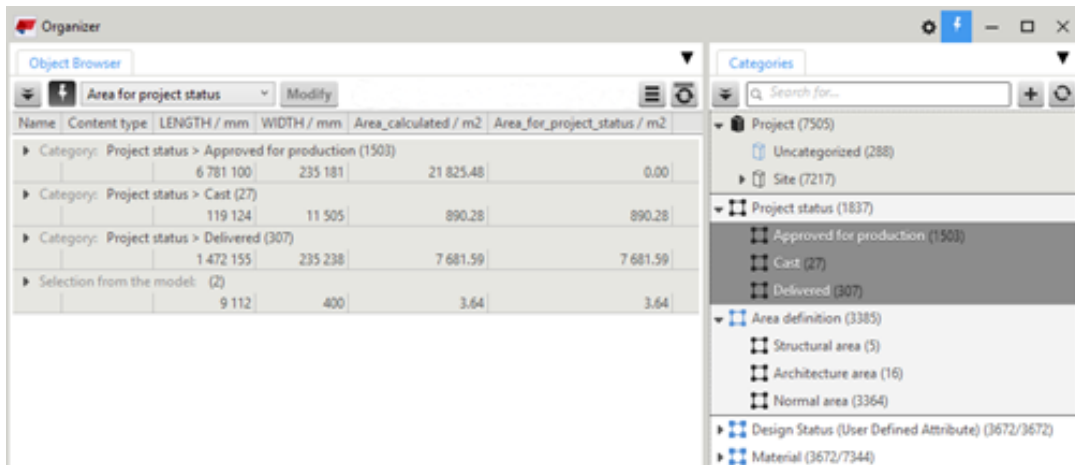 Organizer
Object Browser
Area for project status Modify
Name Content type LENGTH / mm WIDTH / mm Area_calculated / m2 Area_for_project_status / m2
Category: Project status > Approved for production (1503)
6 781 100 235 181 21 825.48 0.00
Category: Project status > Cast (27)
119 124 11 505 890.28 890.28
Category: Project status > Delivered (307)
1 472 155 235 238 7 681.59 7 681.59
Selection from the model: (2)
9 112 400 3.64 3.64
Categories
Search for...
Project (7505)
Uncategorized (288)
Site (7217)
Project status (1837)
Approved for production (1503)
Cast (27)
Delivered (307)
Area definition (3385)
Structural area (5)
Architecture area (16)
Normal area (3364)
Design Status (User Defined Attribute) (3672/3672)
Material (3672/7344)